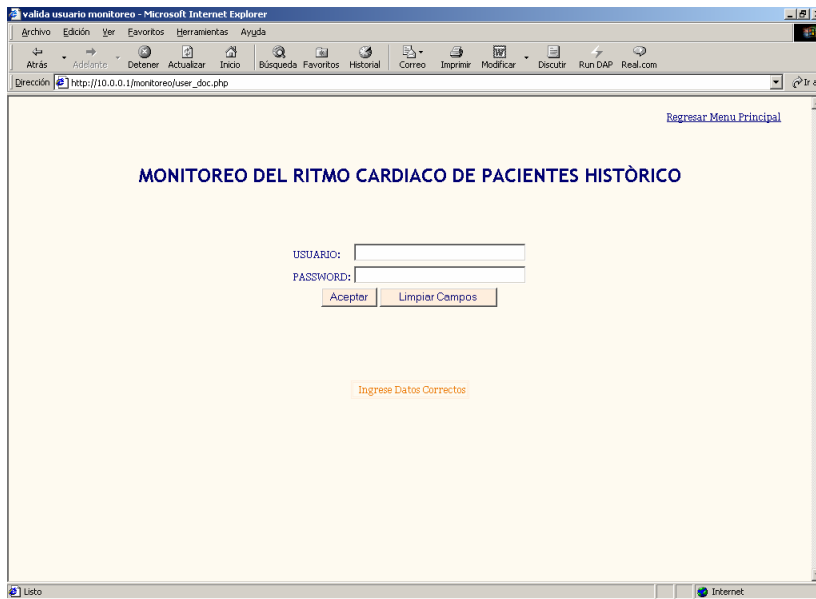 valida usuario monitoreo - Microsoft Internet Explorer
Archivo Edición Ver Favoritos Herramientas Ayuda
Atrás Adelante Detener Actualizar Inicio Búsqueda Favoritos Historial Correo Imprimir Modificar Discutir Run DAP Real.com
Dirección http://10.0.0.1/monitoreo/user_doc.php Ir a
Regresar Menu Principal
MONITOREO DEL RITMO CARDIACO DE PACIENTES HISTÒRICO
USUARIO:
PASSWORD:
Aceptar Limpiar Campos
Ingrese Datos Correctos
Listo Internet